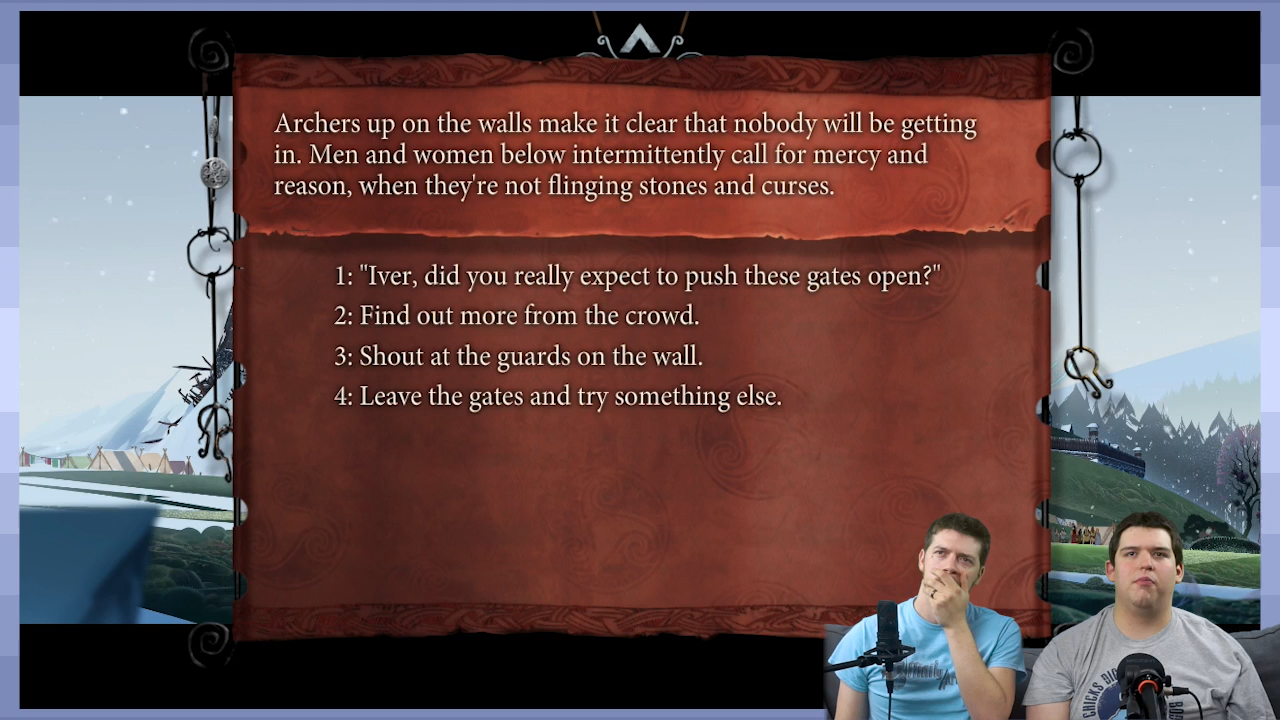 Archers up on the walls make it clear that nobody will be getting
in. Men and women below intermittently call for mercy and
reason, when they're not flinging stones and curses.
1: "Iver, did you really expect to push these gates open?"
2: Find out more from the crowd.
3: Shout at the guards on the wall.
4: Leave the gates and try something else.